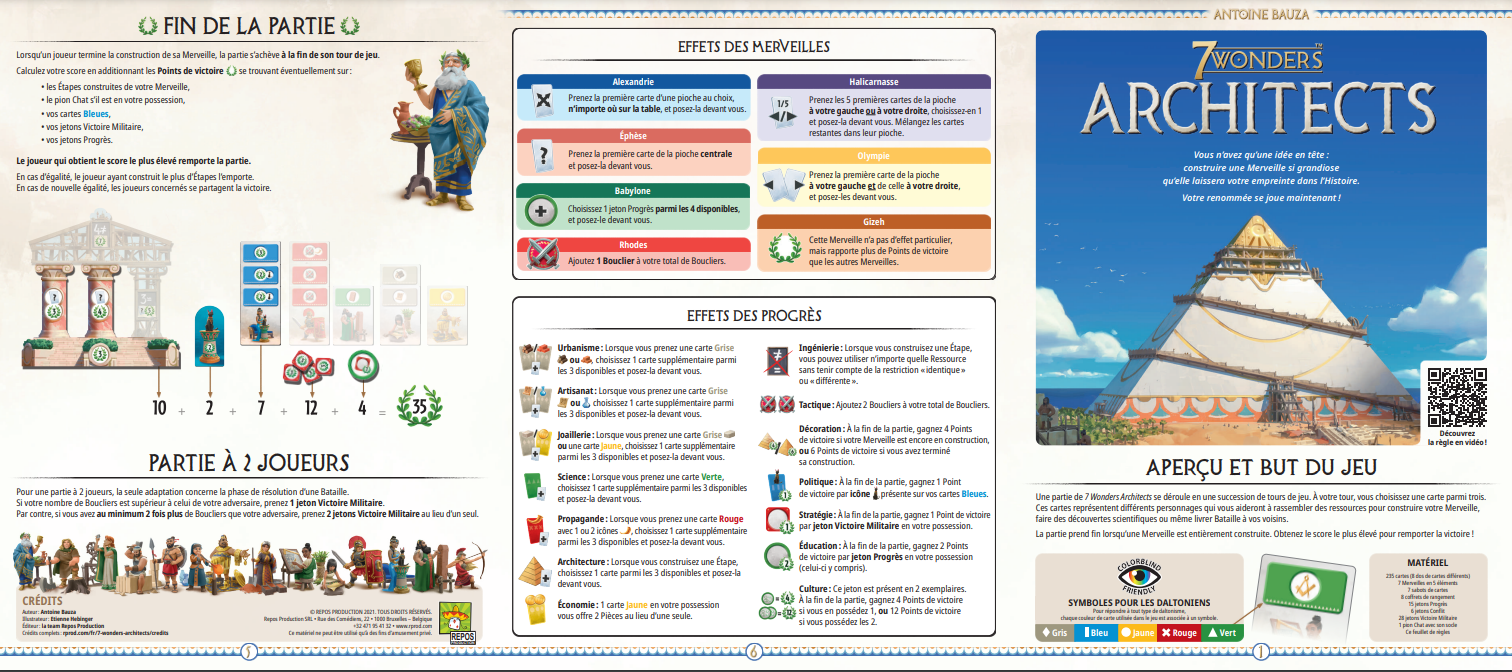 FIN DE LA PARTIE
Lorsqu'un joueur termine la construction de sa Merveille, la partie s'achève à la fin de son tour de jeu.
Calculez votre score en additionnant les Points de victoire se trouvant éventuellement sur :
• les Étapes construites de votre Merveille,
• le pion Chat s'il est en votre possession,
• vos cartes Bleues,
• vos jetons Victoire Militaire,
• vos jetons Progrès.
Le joueur qui obtient le score le plus élevé remporte la partie.
En cas d'égalité, le joueur ayant construit le plus d'Étapes l'emporte.
En cas de nouvelle égalité, les joueurs concernés se partagent la victoire.
10 + 2 + 7 + 12 + 4 = 35
PARTIE À 2 JOUEURS
Pour une partie à 2 joueurs, la seule adaptation concerne la phase de résolution d'une Bataille.
Si votre nombre de Boucliers est supérieur à celui de votre adversaire, prenez 1 jeton Victoire Militaire.
Par contre, si vous avez au minimum 2 fois plus de Boucliers que votre adversaire, prenez 2 jetons Victoire Militaire au lieu d'un seul.
CRÉDITS
Auteur : Antoine Bauza
Illustrateur : Etienne Hebinger
Éditeur : la team Repos Production
Crédits complets : rprod.com/fr/7-wonders-architects/credits
© REPOS PRODUCTION 2021. TOUS DROITS RÉSERVÉS.
Repos Production SRL • Rue des Comédiens, 22 • 1000 Bruxelles – Belgique
+32 471 95 41 32 • www.rprod.com
Ce matériel ne peut être utilisé qu'à des fins d'amusement privé.
REPOS
PRODUCTION
5
EFFETS DES MERVEILLES
Alexandrie
Prenez la première carte d'une pioche au choix,
n'importe où sur la table, et posez-la devant vous.
Éphèse
?
Prenez la première carte de la pioche centrale
et posez-la devant vous.
Babylone
+
Choisissez 1 jeton Progrès parmi les 4 disponibles,
et posez-le devant vous.
Rhodes
Ajoutez 1 Bouclier à votre total de Boucliers.
Halicarnasse
1/5
Prenez les 5 premières cartes de la pioche
à votre gauche ou à votre droite, choisissez-en 1
et posez-la devant vous. Mélangez les cartes
restantes dans leur pioche.
Olympie
Prenez la première carte de la pioche
à votre gauche et de celle à votre droite,
et posez-les devant vous.
Gizeh
Cette Merveille n'a pas d'effet particulier,
mais rapporte plus de Points de victoire
que les autres Merveilles.
EFFETS DES PROGRÈS
Urbanisme : Lorsque vous prenez une carte Grise
ou , choisissez 1 carte supplémentaire parmi
les 3 disponibles et posez-la devant vous.
Artisanat : Lorsque vous prenez une carte Grise
ou , choisissez 1 carte supplémentaire parmi
les 3 disponibles et posez-la devant vous.
Joaillerie : Lorsque vous prenez une carte Grise
ou une carte Jaune, choisissez 1 carte supplémentaire
parmi les 3 disponibles et posez-la devant vous.
Science : Lorsque vous prenez une carte Verte,
choisissez 1 carte supplémentaire parmi les 3 disponibles
et posez-la devant vous.
Propagande : Lorsque vous prenez une carte Rouge
avec 1 ou 2 icônes , choisissez 1 carte supplémentaire
parmi les 3 disponibles et posez-la devant vous.
Architecture : Lorsque vous construisez une Étape,
choisissez 1 carte parmi les 3 disponibles et posez-la
devant vous.
Économie : 1 carte Jaune en votre possession
vous offre 2 Pièces au lieu d'une seule.
Ingénierie : Lorsque vous construisez une Étape,
vous pouvez utiliser n'importe quelle Ressource
sans tenir compte de la restriction « identique »
ou « différente ».
Tactique : Ajoutez 2 Boucliers à votre total de Boucliers.
Décoration : À la fin de la partie, gagnez 4 Points
de victoire si votre Merveille est encore en construction,
ou 6 Points de victoire si vous avez terminé
sa construction.
Politique : À la fin de la partie, gagnez 1 Point
de victoire par icône présente sur vos cartes Bleues.
Stratégie : À la fin de la partie, gagnez 1 Point de victoire
par jeton Victoire Militaire en votre possession.
Éducation : À la fin de la partie, gagnez 2 Points
de victoire par jeton Progrès en votre possession
(celui-ci y compris).
Culture : Ce jeton est présent en 2 exemplaires.
À la fin de la partie, gagnez 4 Points de victoire
si vous en possédez 1, ou 12 Points de victoire
si vous possédez les 2.
6
ANTOINE BAUZA
7 WONDERS™
ARCHITECTS
Vous n'avez qu'une idée en tête :
construire une Merveille si grandiose
qu'elle laissera votre empreinte dans l'Histoire.
Votre renommée se joue maintenant !
Découvrez
la règle en vidéo !
APERÇU ET BUT DU JEU
Une partie de 7 Wonders Architects se déroule en une succession de tours de jeu. À votre tour, vous choisissez une carte parmi trois.
Ces cartes représentent différents personnages qui vous aideront à rassembler des ressources pour construire votre Merveille,
faire des découvertes scientifiques ou même livrer Bataille à vos voisins.
La partie prend fin lorsqu'une Merveille est entièrement construite. Obtenez le score le plus élevé pour remporter la victoire !
COLORBLIND
FRIENDLY
SYMBOLES POUR LES DALTONIENS
Pour répondre à tout type de daltonisme,
chaque couleur de carte utilisée dans le jeu est associée à un symbole.
Gris Bleu Jaune Rouge Vert
MATÉRIEL
235 cartes (8 dos de cartes différents)
7 Merveilles en 5 éléments
7 sabots de cartes
8 coffrets de rangement
15 jetons Progrès
6 jetons Conflit
28 jetons Victoire Militaire
1 pion Chat avec son socle
Ce feuillet de règles
1